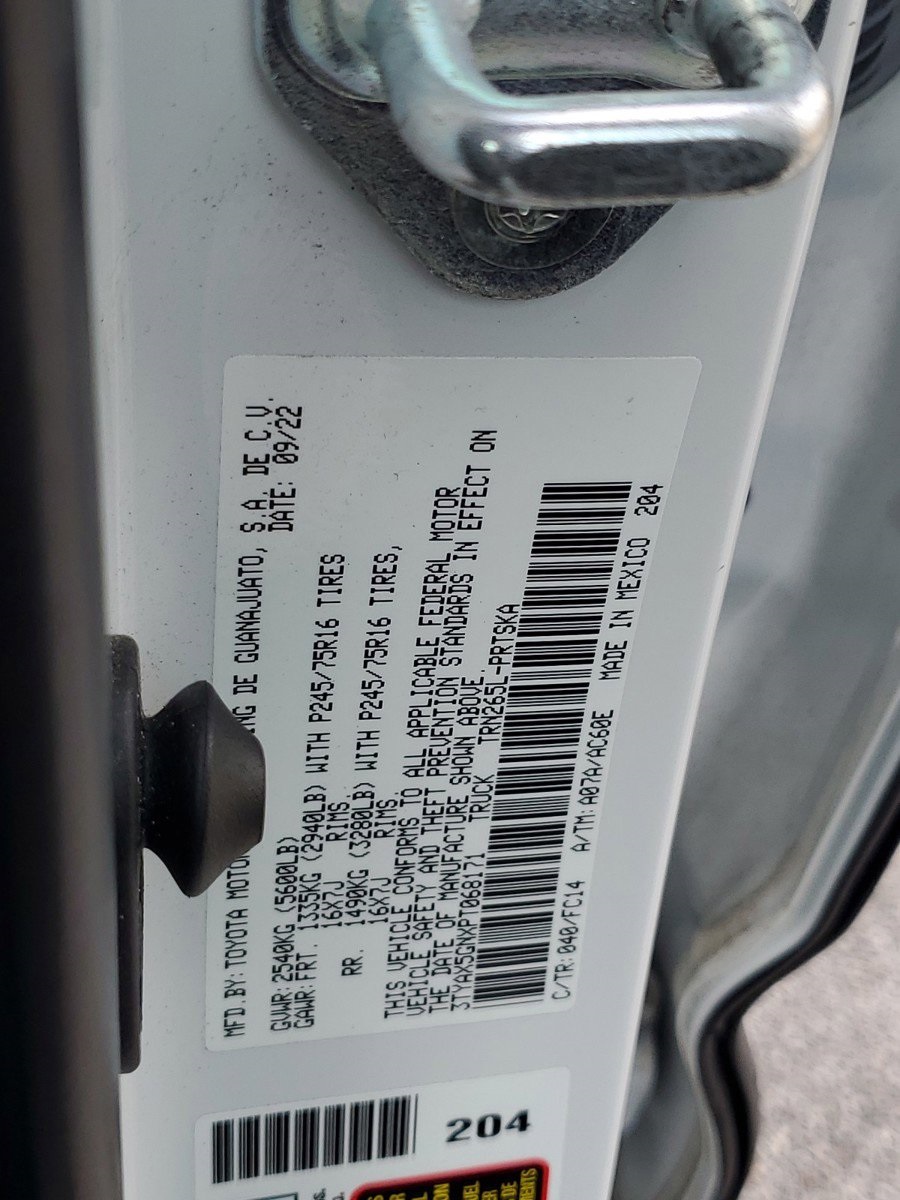 MFD.BY:TOYOTA MOTOR ING DE GUANAJUATO, S.A. DE C.V.
DATE: 09/22
GVWR:2540KG (5600LB)
GAWR:FRT. 1335KG (2940LB) WITH P245/75R16 TIRES
16X7J RIMS,
RR. 1490KG (3280LB) WITH P245/75R16 TIRES,
16X7J RIMS
THIS VEHICLE CONFORMS TO ALL APPLICABLE FEDERAL MOTOR
VEHICLE SAFETY AND THEFT PREVENTION STANDARDS IN EFFECT ON
THE DATE OF MANUFACTURE SHOWN ABOVE.
3TYAX5GNXPT068171 TRUCK TRN265L-PRTSKA
C/TR:040/FC14 A/TM:A07A/AC60E MADE IN MEXICO 204
204